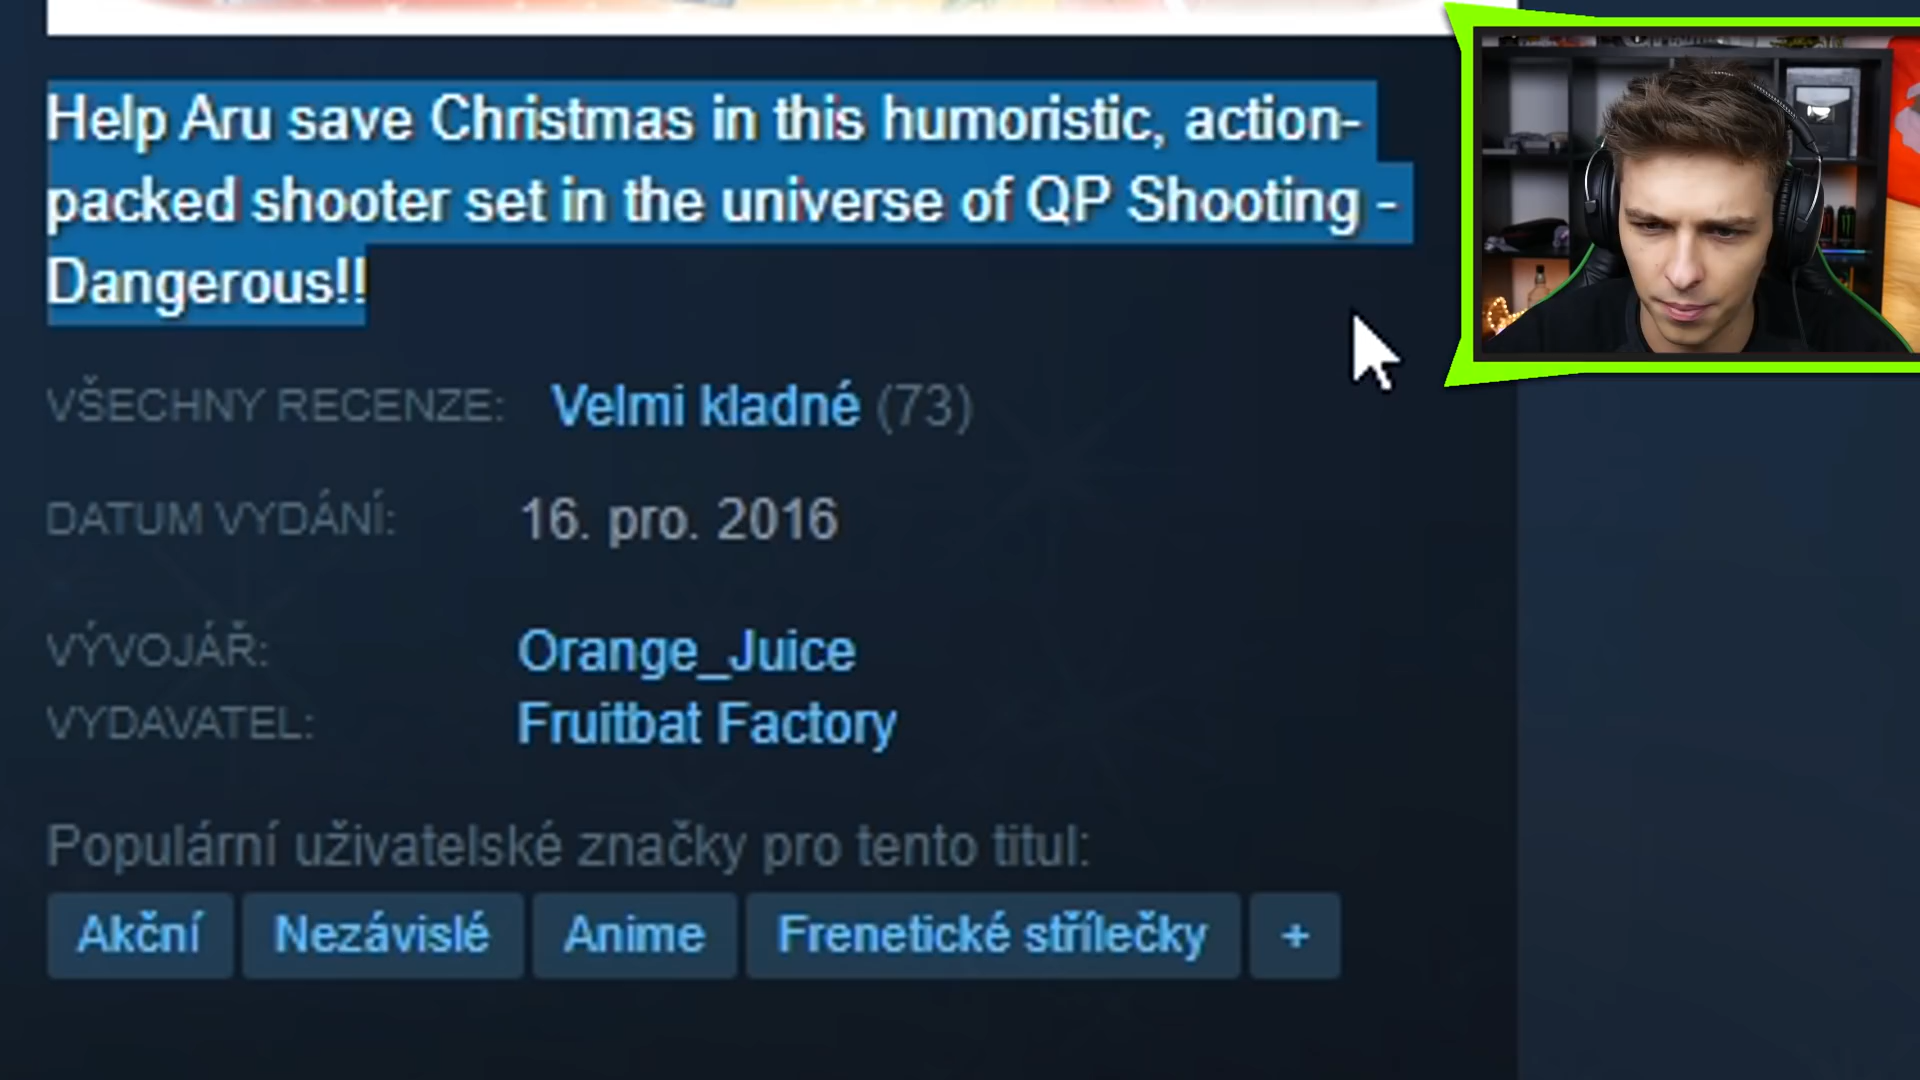 Help Aru save Christmas in this humoristic, action-
packed shooter set in the universe of QP Shooting -
Dangerous!!
VŠECHNY RECENZE: Velmi kladné (73)
DATUM VYDÁNÍ: 16. pro. 2016
VÝVOJÁŘ: Orange_Juice
VYDAVATEL: Fruitbat Factory
Populární uživatelské značky pro tento titul:
Akční Nezávislé Anime Frenetické střílečky +